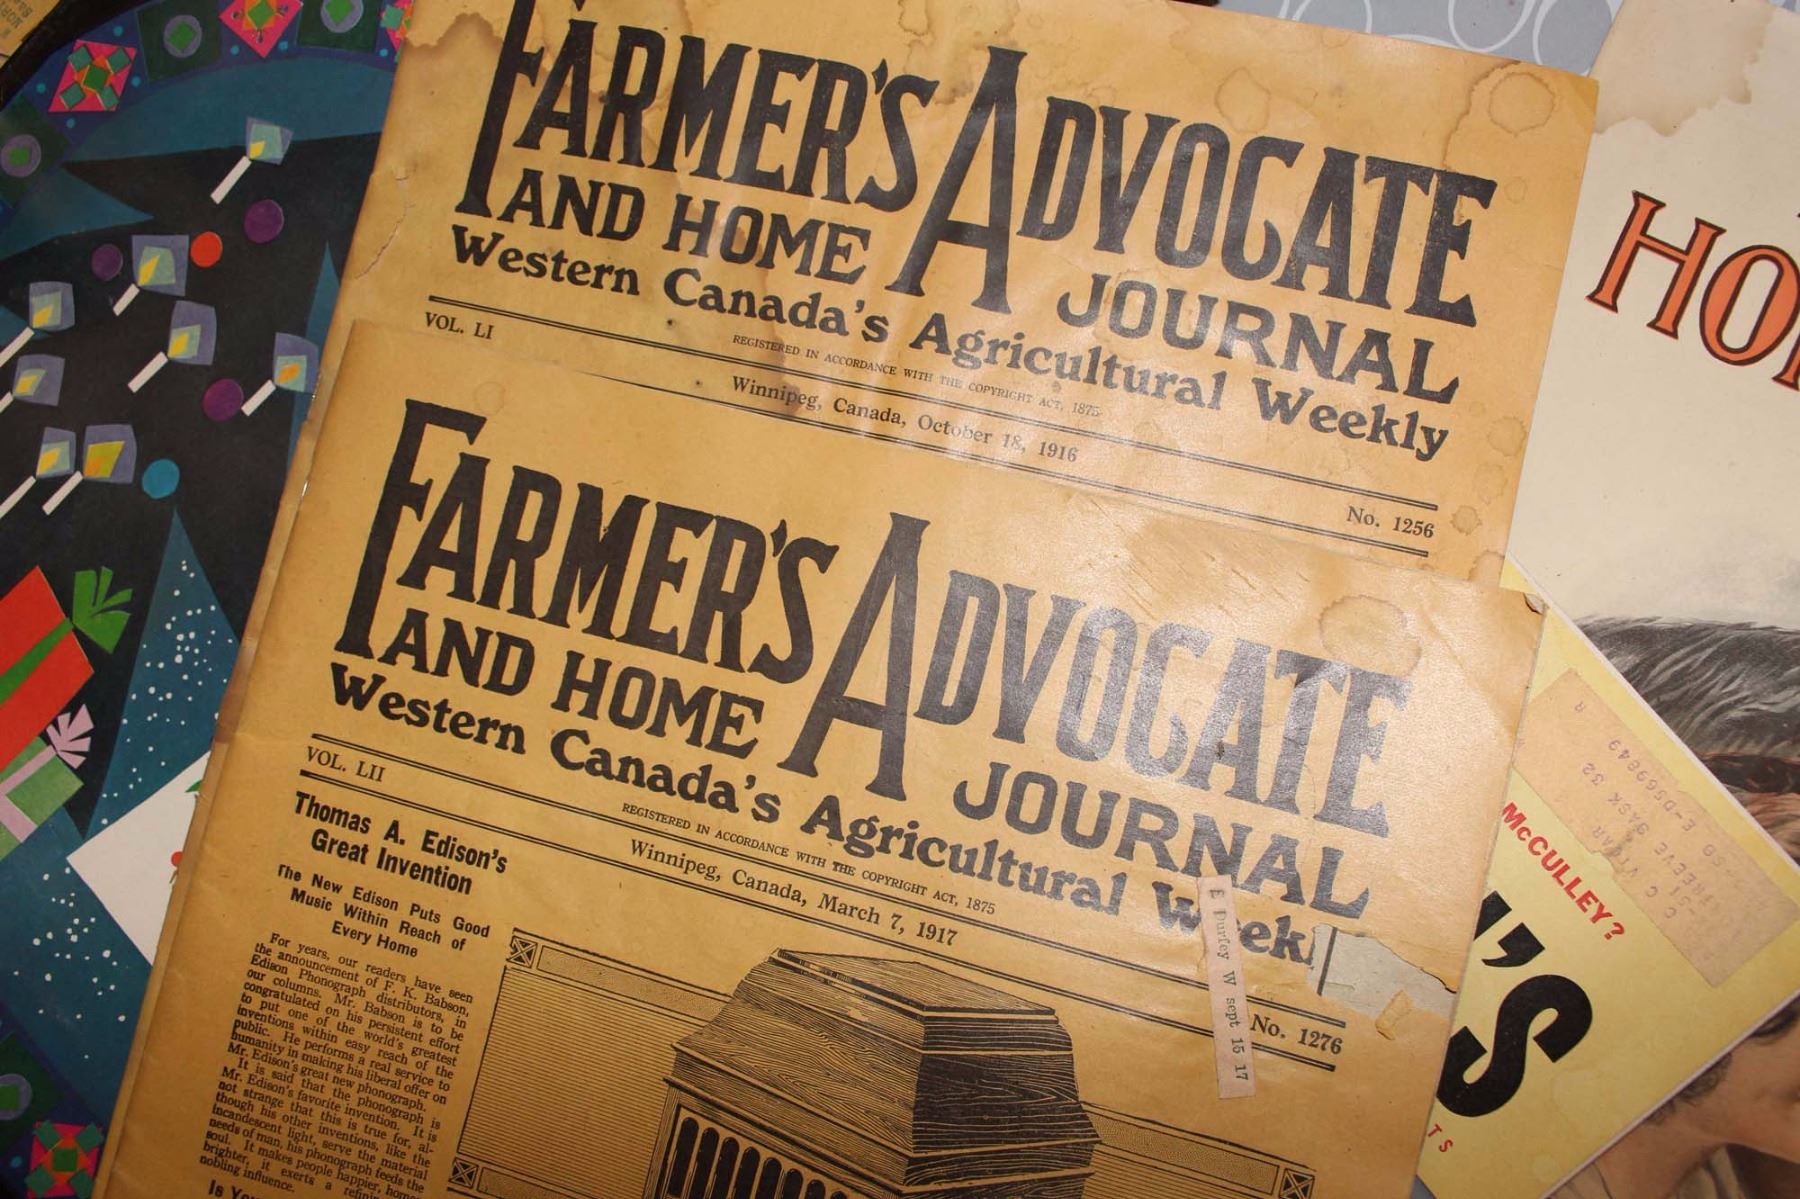 FARMER'S ADVOCATE
AND HOME JOURNAL
Western Canada's Agricultural Weekly
REGISTERED IN ACCORDANCE WITH THE COPYRIGHT ACT, 1875
VOL. LI
Winnipeg, Canada, October 18, 1916
No. 1256
FARMER'S ADVOCATE
AND HOME JOURNAL
Western Canada's Agricultural Weekl
REGISTERED IN ACCORDANCE WITH THE COPYRIGHT ACT, 1875
VOL. LII
Winnipeg, Canada, March 7, 1917
No. 1276
E Durley W sept 15 17
Thomas A. Edison's
Great Invention
The New Edison Puts Good
Music Within Reach of
Every Home
For years, our readers have seen
the announcement of F. K. Babson,
Edison Phonograph distributors, in
our columns. Mr. Babson is to be
congratulated on his persistent effort
to put one of the world's greatest
inventions within easy reach of the
public. He performs a real service to
humanity in making his liberal offer on
Mr. Edison's great new phonograph.
It is said that the phonograph is
Mr. Edison's favorite invention. It is
not strange that this is true for, al-
though his other inventions, like the
incandescent light, serve the material
needs of man, his phonograph feeds the
soul. It makes people happier, homes
brighter, it exerts a refining
nobling influence.
HO
McCULLEY?
'S
TS
R
E-D569849
SASK 32